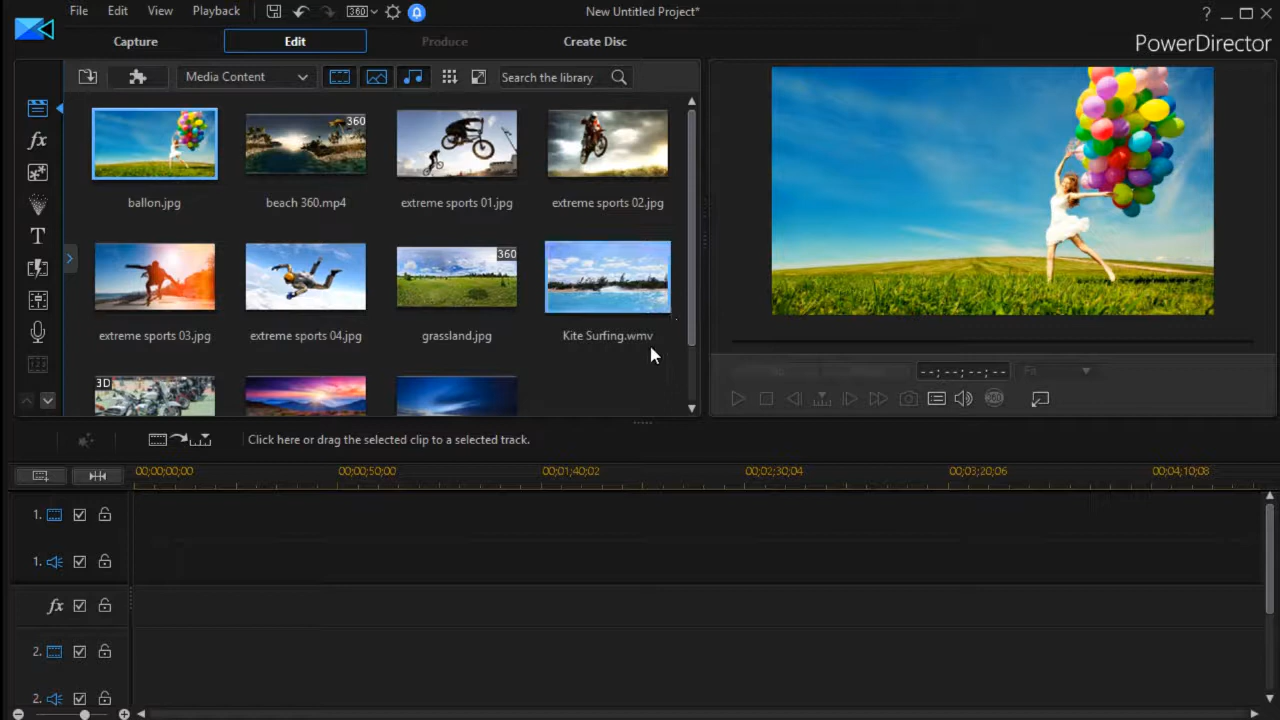 File Edit View Playback 360 New Untitled Project* ?
Capture Edit Produce Create Disc PowerDirector
Media Content Search the library
360
ballon.jpg beach 360.mp4 extreme sports 01.jpg extreme sports 02.jpg
fx
T
360
extreme sports 03.jpg extreme sports 04.jpg grassland.jpg Kite Surfing.wmv
--;--;--;-- Fit
3D
360
Click here or drag the selected clip to a selected track.
00;00;00;00 00;00;50;00 00;01;40;02 00;02;30;04 00;03;20;06 00;04;10;08
1.
1.
fx
2.
2.